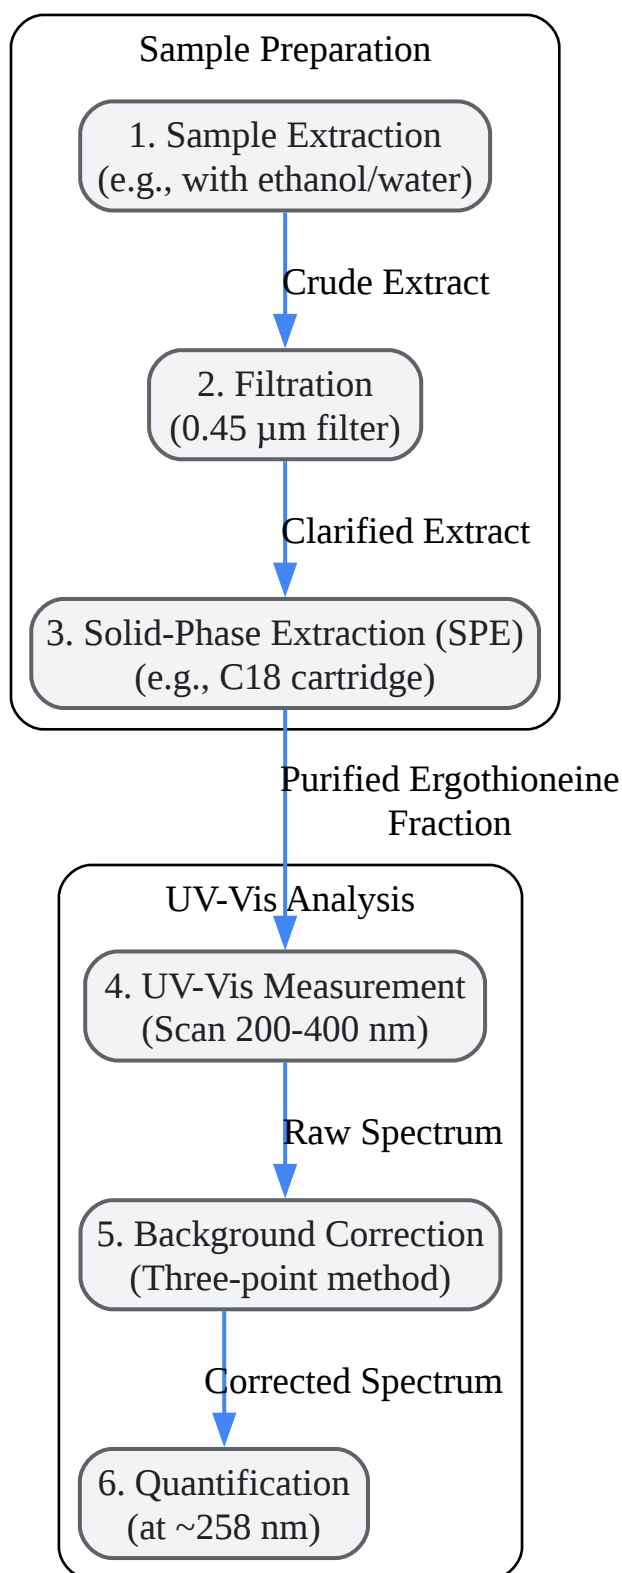 Sample Preparation
1. Sample Extraction
(e.g., with ethanol/water)
Crude Extract
2. Filtration
(0.45 µm filter)
Clarified Extract
3. Solid-Phase Extraction (SPE)
(e.g., C18 cartridge)
Purified Ergothioneine
Fraction
UV-Vis Analysis
4. UV-Vis Measurement
(Scan 200-400 nm)
Raw Spectrum
5. Background Correction
(Three-point method)
Corrected Spectrum
6. Quantification
(at ~258 nm)